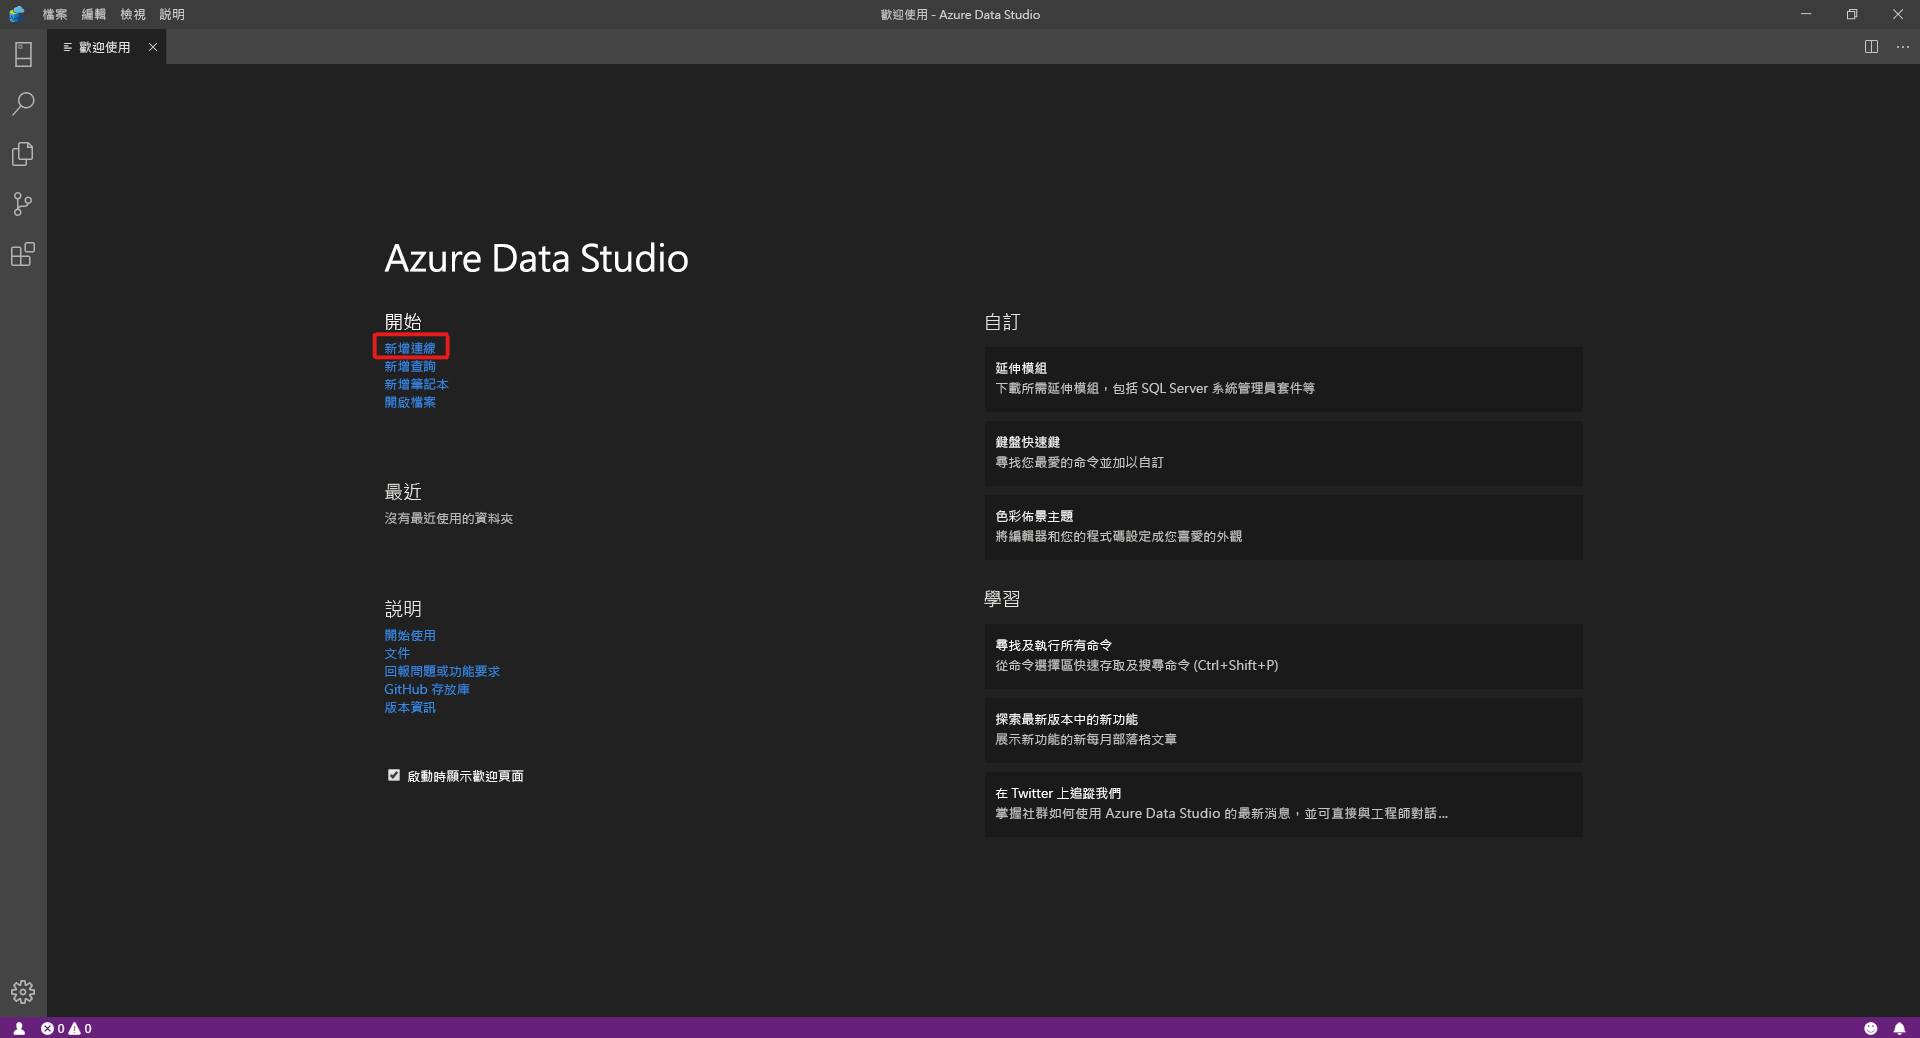 檔案 編輯 檢視 說明
歡迎使用 - Azure Data Studio
歡迎使用
Azure Data Studio
開始
新增連線
新增查詢
新增筆記本
開啟檔案
最近
沒有最近使用的資料夾
說明
開始使用
文件
回報問題或功能要求
GitHub 存放庫
版本資訊
啟動時顯示歡迎頁面
自訂
延伸模組
下載所需延伸模組，包括 SQL Server 系統管理員套件等
鍵盤快速鍵
尋找您最愛的命令並加以自訂
色彩佈景主題
將編輯器和您的程式碼設定成您喜愛的外觀
學習
尋找及執行所有命令
從命令選擇區快速存取及搜尋命令 (Ctrl+Shift+P)
探索最新版本中的新功能
展示新功能的新每月部落格文章
在 Twitter 上追蹤我們
掌握社群如何使用 Azure Data Studio 的最新消息，並可直接與工程師對話...
0 0